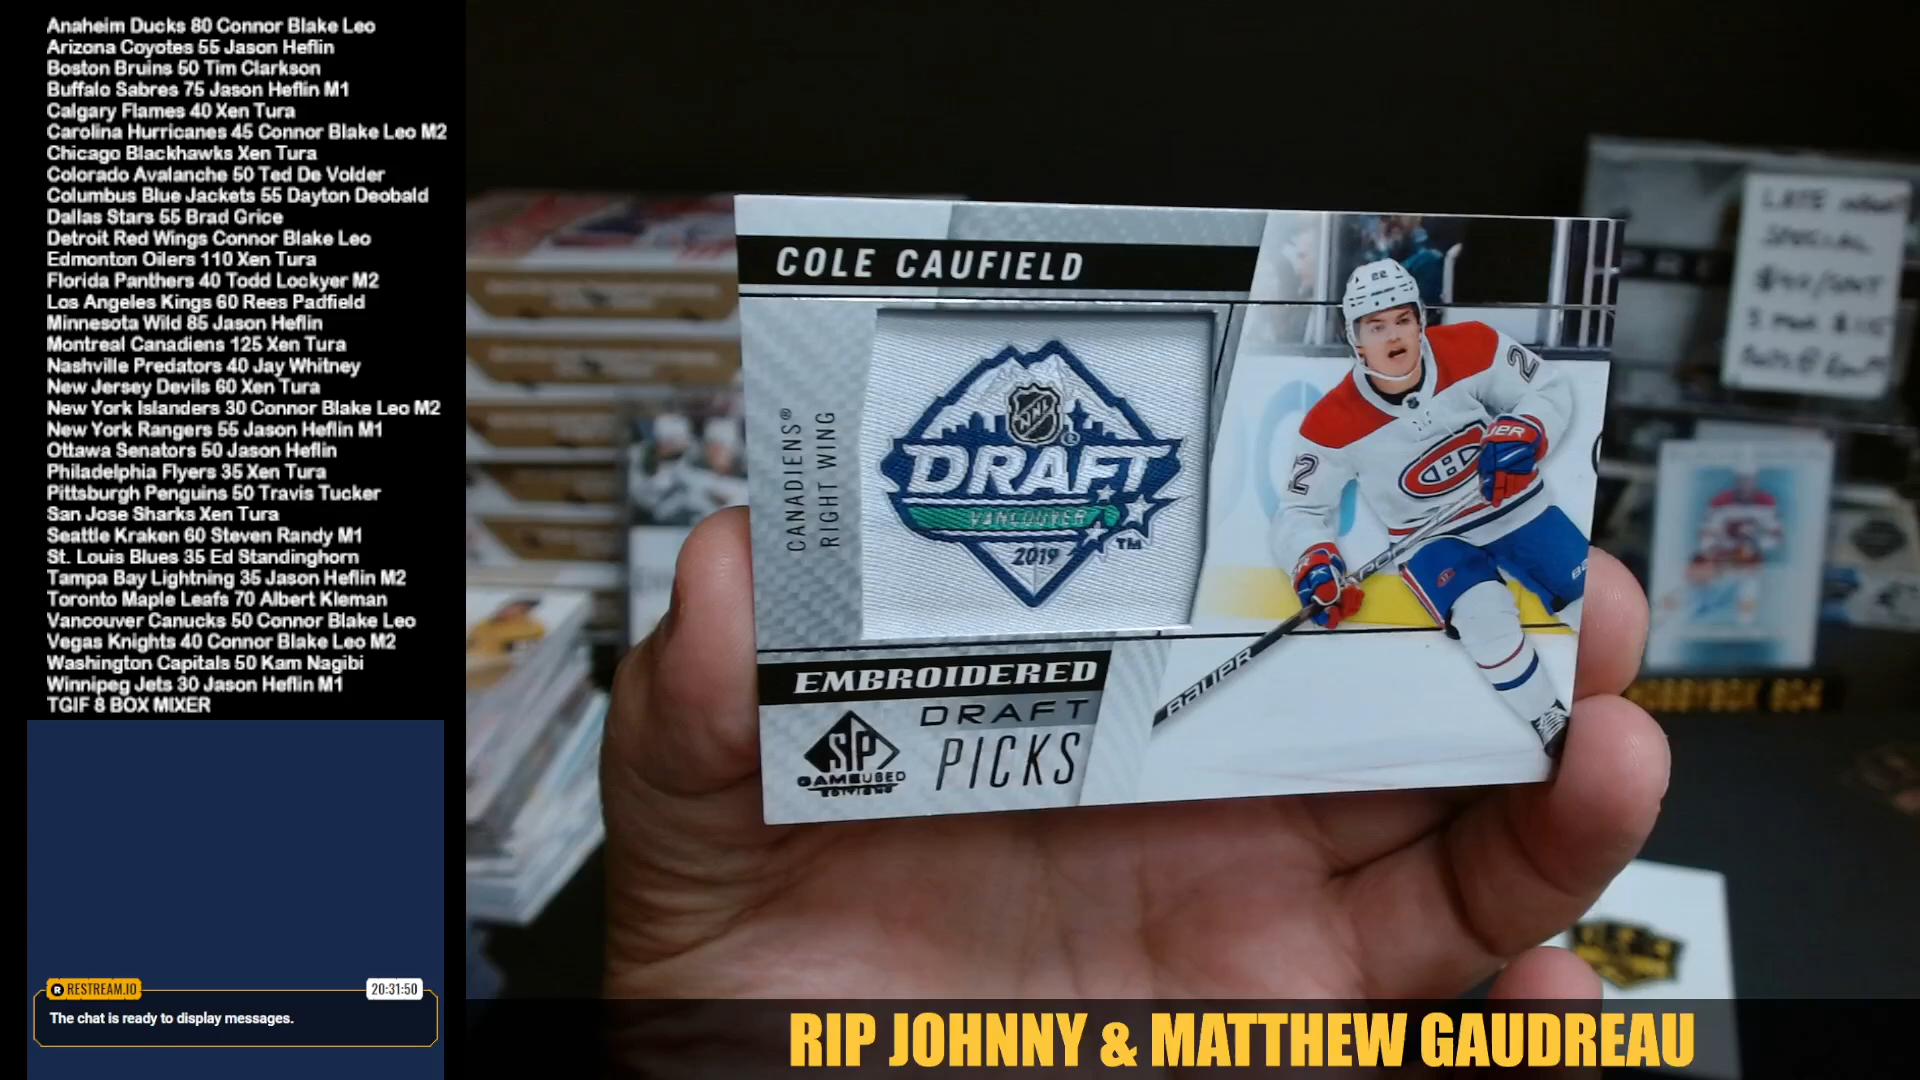 Anaheim Ducks 80 Connor Blake Leo
Arizona Coyotes 55 Jason Heflin
Boston Bruins 50 Tim Clarkson
Buffalo Sabres 75 Jason Heflin M1
Calgary Flames 40 Xen Tura
Carolina Hurricanes 45 Connor Blake Leo M2
Chicago Blackhawks Xen Tura
Colorado Avalanche 50 Ted De Volder
Columbus Blue Jackets 55 Dayton Deobald
Dallas Stars 55 Brad Grice
Detroit Red Wings Connor Blake Leo
Edmonton Oilers 110 Xen Tura
Florida Panthers 40 Todd Lockyer M2
Los Angeles Kings 60 Rees Padfield
Minnesota Wild 85 Jason Heflin
Montreal Canadiens 125 Xen Tura
Nashville Predators 40 Jay Whitney
New Jersey Devils 60 Xen Tura
New York Islanders 30 Connor Blake Leo M2
New York Rangers 55 Jason Heflin M1
Ottawa Senators 50 Jason Heflin
Philadelphia Flyers 35 Xen Tura
Pittsburgh Penguins 50 Travis Tucker
San Jose Sharks Xen Tura
Seattle Kraken 60 Steven Randy M1
St. Louis Blues 35 Ed Standinghorn
Tampa Bay Lightning 35 Jason Heflin M2
Toronto Maple Leafs 70 Albert Kleman
Vancouver Canucks 50 Connor Blake Leo
Vegas Knights 40 Connor Blake Leo M2
Washington Capitals 50 Kam Nagibi
Winnipeg Jets 30 Jason Heflin M1
TGIF 8 BOX MIXER
RESTREAM.IO
20:31:50
The chat is ready to display messages.
COLE CAUFIELD
CANADIENS®
RIGHT WING
NHL
®
DRAFT
VANCOUVER
2019
TM
22
22
BAUER
EMBROIDERED
DRAFT
PICKS
SP
GAME USED
EDITIONS
LATE NIGHT
SPECIAL
HOBBYBOX 604
RIP JOHNNY & MATTHEW GAUDREAU